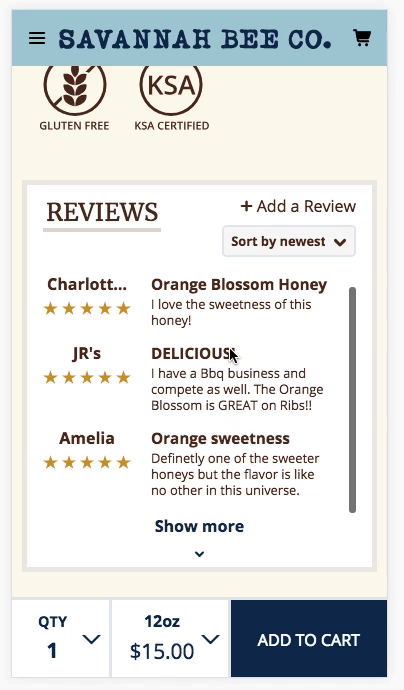 SAVANNAH BEE CO.
KSA
GLUTEN FREE
KSA CERTIFIED
REVIEWS
+ Add a Review
Sort by newest
Charlott...
Orange Blossom Honey
I love the sweetness of this
honey!
JR's
DELICIOUS
I have a Bbq business and
compete as well. The Orange
Blossom is GREAT on Ribs!!
Amelia
Orange sweetness
Definetly one of the sweeter
honeys but the flavor is like
no other in this universe.
Show more
QTY
1
12oz
$15.00
ADD TO CART